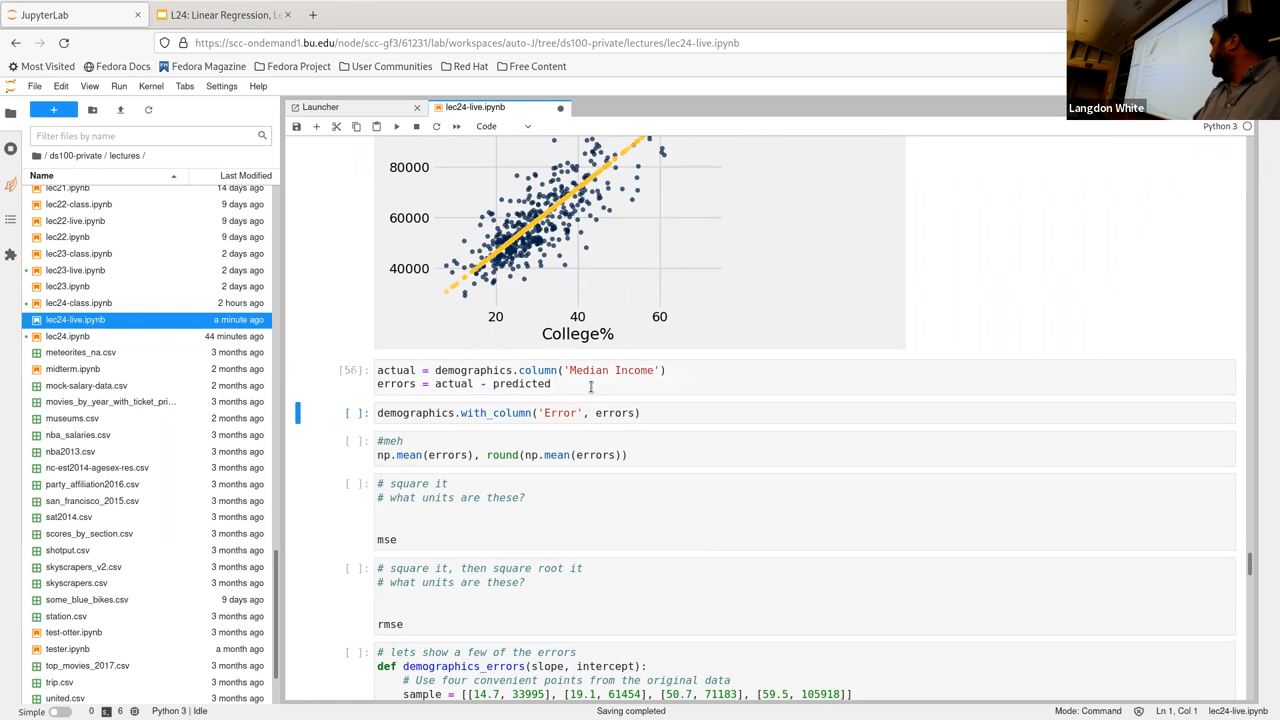 JupyterLab
L24: Linear Regression, Le
https://scc-ondemand1.bu.edu/node/scc-gf3/61231/lab/workspaces/auto-J/tree/ds100-private/lectures/lec24-live.ipynb
Most Visited
Fedora Docs
Fedora Magazine
Fedora Project
User Communities
Red Hat
Free Content
Langdon White
File Edit View Run Kernel Tabs Settings Help
Launcher
lec24-live.ipynb
Code
Python 3
Filter files by name
/ ds100-private / lectures /
Name Last Modified
lec21.ipynb 14 days ago
lec22-class.ipynb 9 days ago
lec22-live.ipynb 9 days ago
lec22.ipynb 9 days ago
lec23-class.ipynb 2 days ago
lec23-live.ipynb 2 days ago
lec23.ipynb 2 days ago
lec24-class.ipynb 2 hours ago
lec24-live.ipynb a minute ago
lec24.ipynb 44 minutes ago
meteorites_na.csv 3 months ago
midterm.ipynb 2 months ago
mock-salary-data.csv 2 months ago
movies_by_year_with_ticket_pri... 3 months ago
museums.csv 2 months ago
nba_salaries.csv 3 months ago
nba2013.csv 3 months ago
nc-est2014-agesex-res.csv 3 months ago
party_affiliation2016.csv 3 months ago
san_francisco_2015.csv 3 months ago
sat2014.csv 3 months ago
scores_by_section.csv 3 months ago
shotput.csv 3 months ago
skyscrapers_v2.csv 3 months ago
skyscrapers.csv 3 months ago
some_blue_bikes.csv 9 days ago
station.csv 3 months ago
test-otter.ipynb 3 months ago
tester.ipynb a month ago
top_movies_2017.csv 3 months ago
trip.csv 3 months ago
united.csv 3 months ago
80000
60000
40000
20 40 60
College%
[56]: actual = demographics.column('Median Income')
errors = actual - predicted
[ ]: demographics.with_column('Error', errors)
[ ]: #meh
np.mean(errors), round(np.mean(errors))
[ ]: # square it
# what units are these?
mse
[ ]: # square it, then square root it
# what units are these?
rmse
[ ]: # lets show a few of the errors
def demographics_errors(slope, intercept):
# Use four convenient points from the original data
sample = [[14.7, 33995], [19.1, 61454], [50.7, 71183], [59.5, 105918]]
Simple 0 6 Python 3 | Idle Saving completed Mode: Command Ln 1, Col 1 lec24-live.ipynb